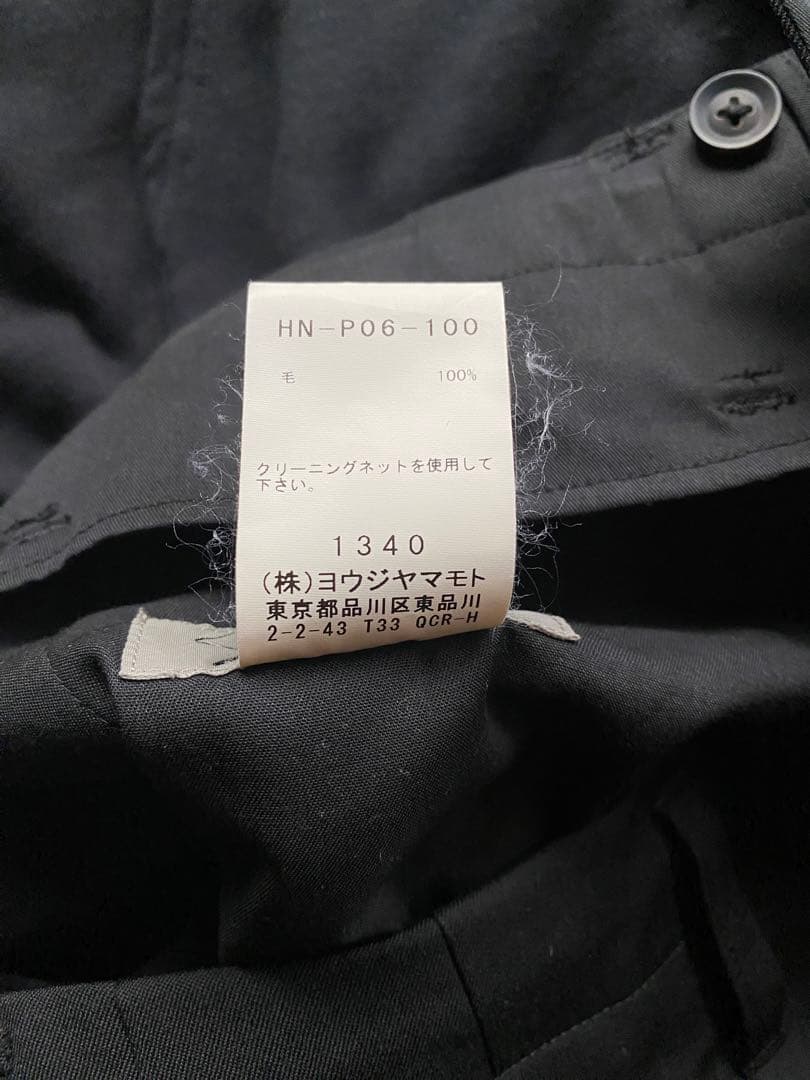 HN-P06-100
毛 100%
クリーニングネットを使用して
下さい。
1340
(株)ヨウジヤマモト
東京都品川区東品川
2-2-43 T33 QCR-H